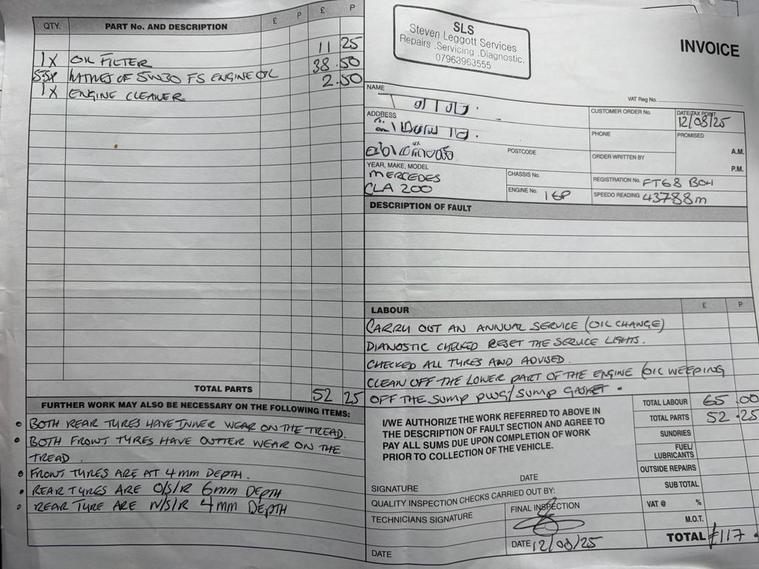 QTY. PART No. AND DESCRIPTION £ P £ P
1X OIL FILTER 11 25
LITRES OF 5W30 FS ENGINE OIL 38.50
1X ENGINE CLEANER 2.50
TOTAL PARTS 52 25
FURTHER WORK MAY ALSO BE NECESSARY ON THE FOLLOWING ITEMS:
• BOTH REAR TYRES HAVE INNER WEAR ON THE TREAD.
• BOTH FRONT TYRES HAVE OUTTER WEAR ON THE
TREAD
• FRONT TYRES ARE AT 4mm DEPTH.
• REAR TYRES ARE O/S/R 6mm DEPTH
• REAR TYRE ARE N/S/R 4mm DEPTH
SLS
Steven Leggott Services
Repairs .Servicing .Diagnostic.
07963963555
INVOICE
VAT Reg No.
NAME
CUSTOMER ORDER No. DATE/TAX POINT
12/08/25
ADDRESS
PHONE PROMISED
POSTCODE
ORDER WRITTEN BY A.M.
P.M.
YEAR, MAKE, MODEL
MERCEDES
CLA 200
CHASSIS No.
REGISTRATION No. FT68 BOH
ENGINE No.
SPEEDO READING 43788m
DESCRIPTION OF FAULT
LABOUR £ P
CARRY OUT AN ANNUAL SERVICE (OIL CHANGE)
DIANOSTIC CHECKED RESET THE SERVICE LIGHTS.
CHECKED ALL TYRES AND ADVISED.
CLEAN OFF THE LOWER PART OF THE ENGINE (OIL WEEPING
OFF THE SUMP PLUG/SUMP GASKET.
I/WE AUTHORIZE THE WORK REFERRED TO ABOVE IN
THE DESCRIPTION OF FAULT SECTION AND AGREE TO
PAY ALL SUMS DUE UPON COMPLETION OF WORK
PRIOR TO COLLECTION OF THE VEHICLE.
DATE
SIGNATURE
QUALITY INSPECTION CHECKS CARRIED OUT BY:
FINAL INSPECTION
TECHNICIANS SIGNATURE
DATE
DATE 12/08/25
TOTAL LABOUR 65.00
TOTAL PARTS 52.25
SUNDRIES
FUEL/
LUBRICANTS
OUTSIDE REPAIRS
SUB TOTAL
VAT @ %
M.O.T.
TOTAL £117